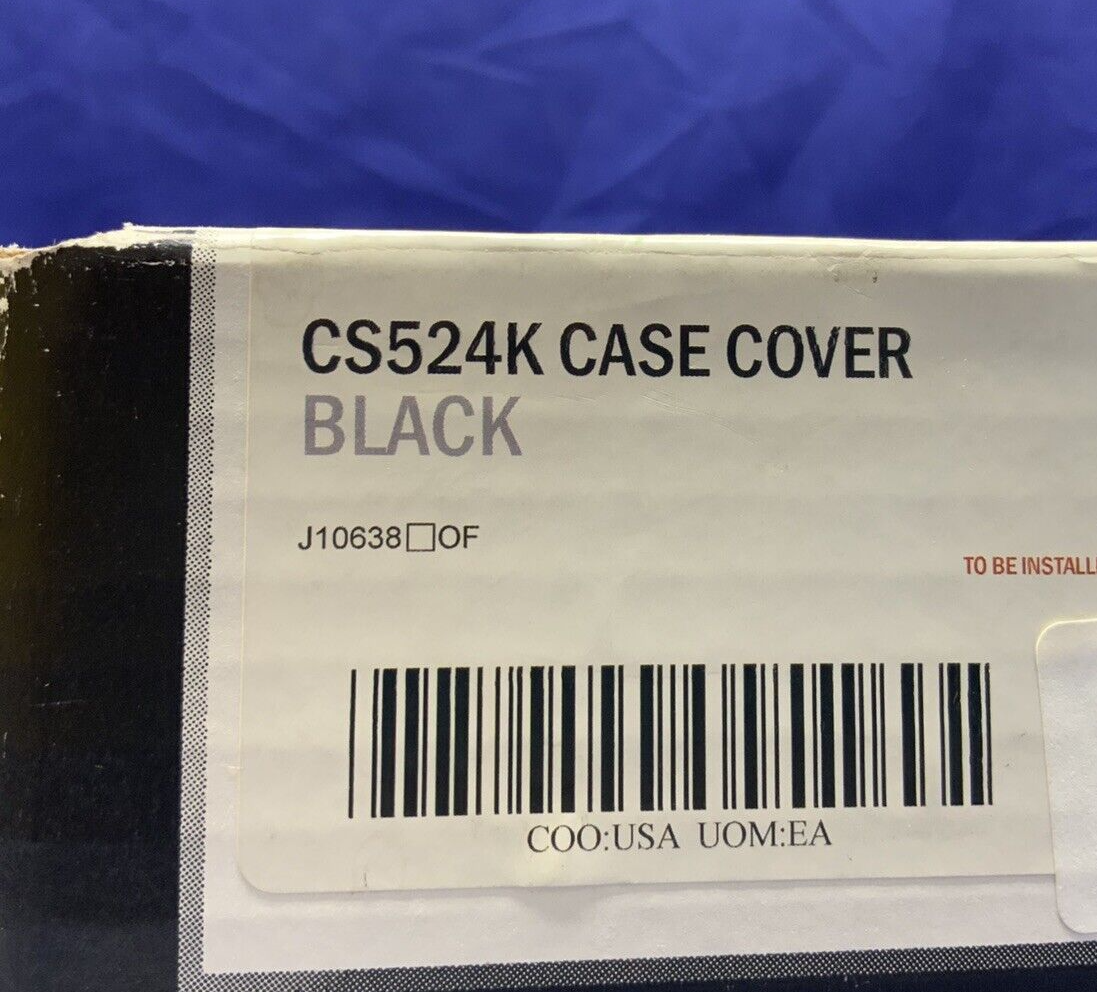 CS524K CASE COVER
BLACK
J10638□OF
TO BE INSTALL
COO:USA UOM:EA